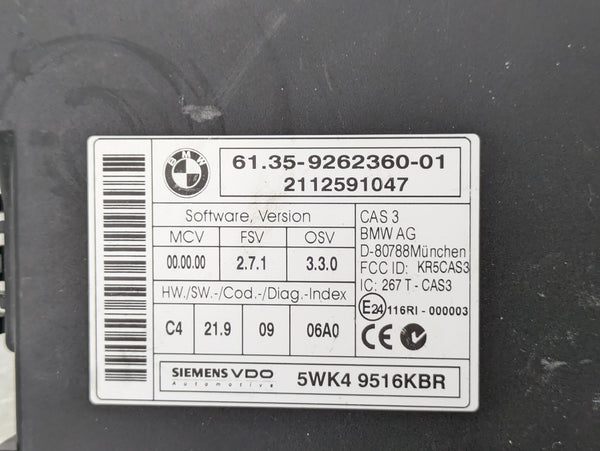 BMW
61.35-9262360-01
2112591047
Software, Version
MCV FSV OSV
00.00.00 2.7.1 3.3.0
HW./SW.-/Cod.-/Diag.-Index
C4 21.9 09 06A0
CAS 3
BMW AG
D-80788München
FCC ID: KR5CAS3
IC: 267 T - CAS3
E24 116RI - 000003
CE
SIEMENS VDO
Automotive
5WK4 9516KBR